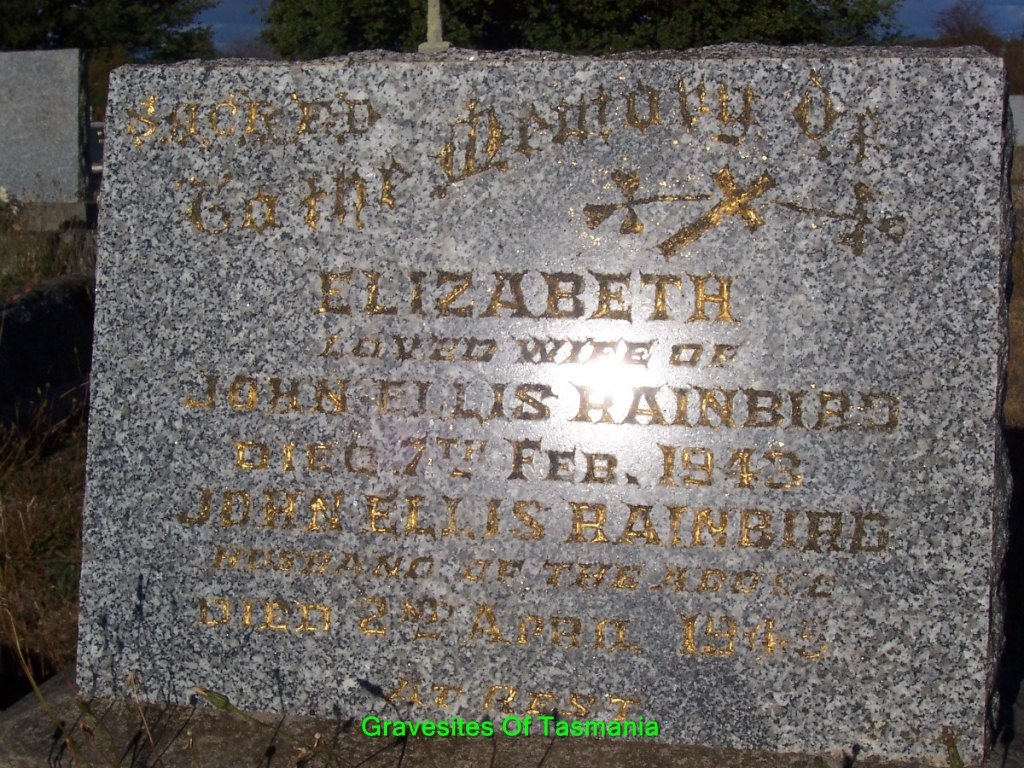 Sacred
To the Memory Of
ELIZABETH
LOVED WIFE OF
JOHN ELLIS RAINBIRD
DIED 7TH FEB. 1943
JOHN ELLIS RAINBIRD
HUSBAND OF THE ABOVE
DIED 2ND APRIL 1945
AT REST
Gravesites Of Tasmania